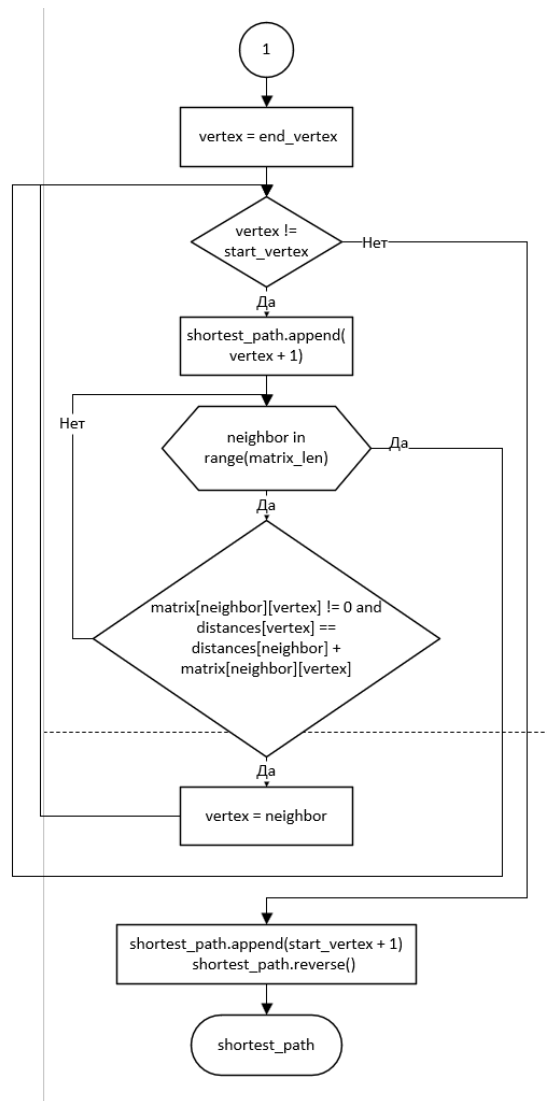 1
vertex = end_vertex
vertex !=
start_vertex
Нет
Да
shortest_path.append(
vertex + 1)
Нет
neighbor in
range(matrix_len)
Да
Да
matrix[neighbor][vertex] != 0 and
distances[vertex] ==
distances[neighbor] +
matrix[neighbor][vertex]
Да
vertex = neighbor
shortest_path.append(start_vertex + 1)
shortest_path.reverse()
shortest_path